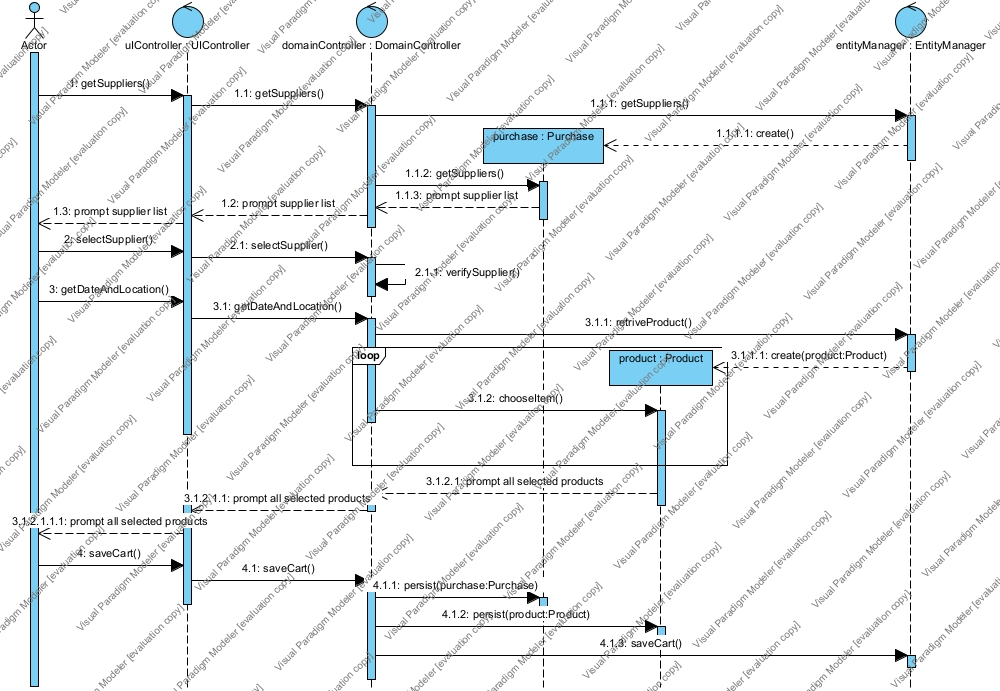 Actor
uIController : UIController
domainController : DomainController
entityManager : EntityManager
1: getSuppliers()
1.1: getSuppliers()
1.1.1: getSuppliers()
purchase : Purchase
1.1.1.1: create()
1.1.2: getSuppliers()
1.1.3: prompt supplier list
1.2: prompt supplier list
1.3: prompt supplier list
2: selectSupplier()
2.1: selectSupplier()
2.1.1: verifySupplier()
3: getDateAndLocation()
3.1: getDateAndLocation()
3.1.1: retriveProduct()
loop
product : Product
3.1.1.1: create(product:Product)
3.1.2: chooseItem()
3.1.2.1: prompt all selected products
3.1.2.1.1: prompt all selected products
3.1.2.1.1.1: prompt all selected products
4: saveCart()
4.1: saveCart()
4.1.1: persist(purchase:Purchase)
4.1.2: persist(product:Product)
4.1.3: saveCart()
Visual Paradigm Modeler [evaluation copy]